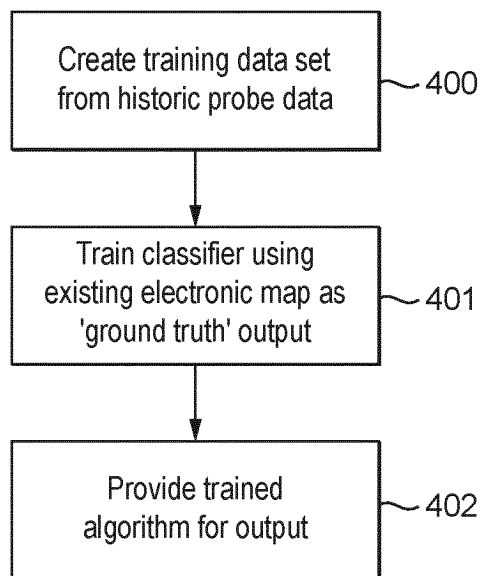 Create training data set
from historic probe data
400
Train classifier using
existing electronic map as
'ground truth' output
401
Provide trained
algorithm for output
402